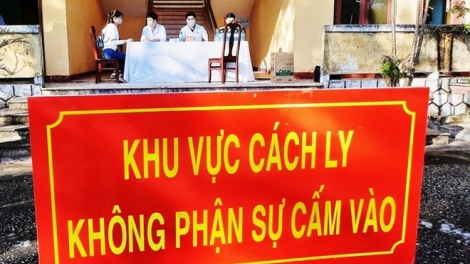 KHU VỰC CÁCH LY
KHÔNG PHẬN SỰ CẤM VÀO